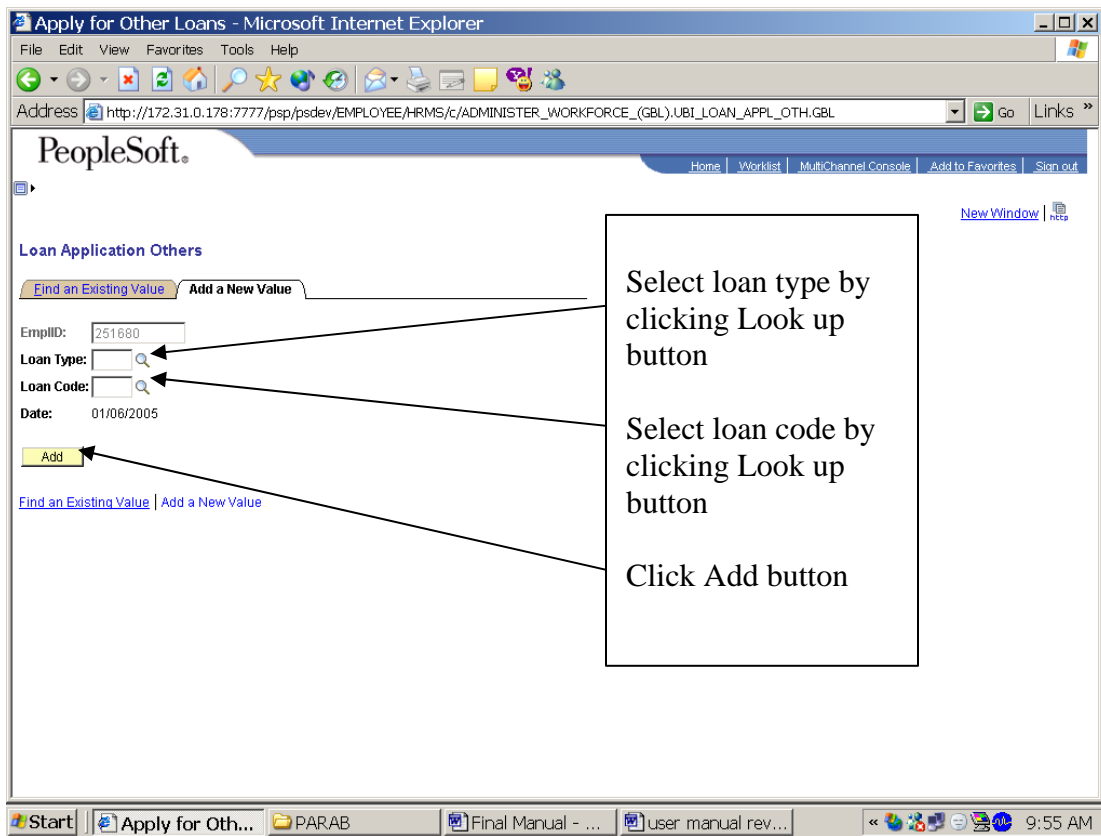 Apply for Other Loans - Microsoft Internet Explorer
File Edit View Favorites Tools Help
Address http://172.31.0.178:7777/psp/psdev/EMPLOYEE/HRMS/c/ADMINISTER_WORKFORCE_(GBL).UBI_LOAN_APPL_OTH.GBL Go Links »
PeopleSoft®
Home | Worklist | MultiChannel Console | Add to Favorites | Sign out
New Window | http
Loan Application Others
Find an Existing Value Add a New Value
EmplID: 251680
Loan Type:
Loan Code:
Date: 01/06/2005
Add
Find an Existing Value | Add a New Value
Select loan type by
clicking Look up
button
Select loan code by
clicking Look up
button
Click Add button
Start Apply for Oth... PARAB Final Manual - ... user manual rev... « 9:55 AM